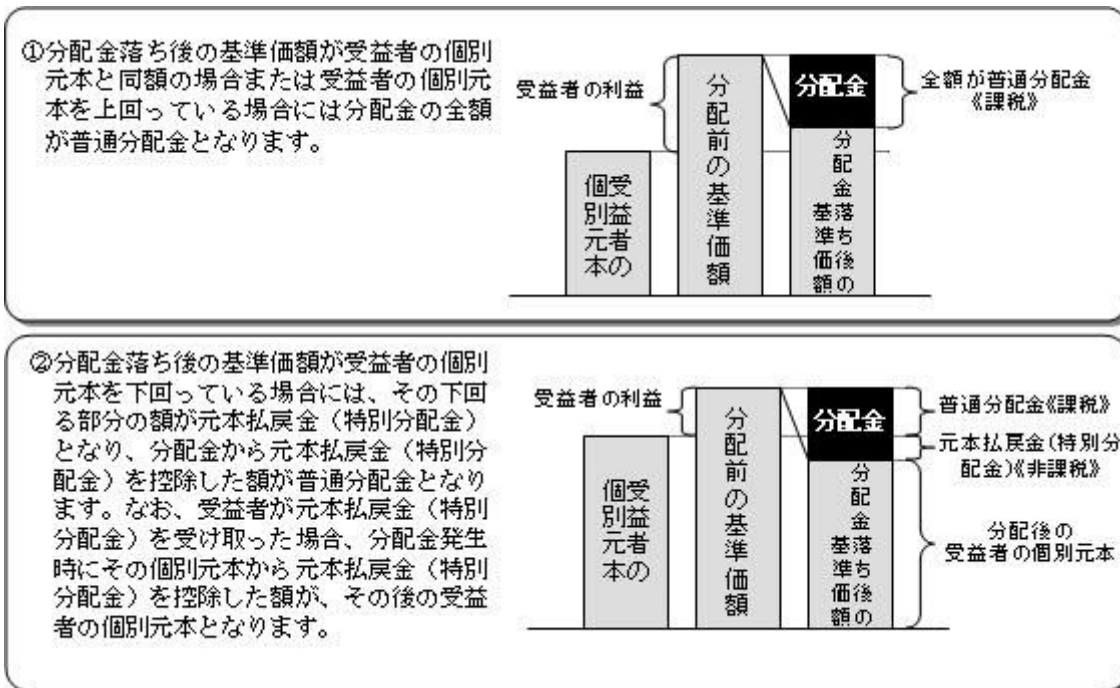 ①分配金落ち後の基準価額が受益者の個別
元本と同額の場合または受益者の個別元
本を上回っている場合には分配金の全額
が普通分配金となります。
受益者の利益
受益者の
個別元本
分配前の基準価額
分配金
分配金落ち後の
基準価額
全額が普通分配金
《課税》
②分配金落ち後の基準価額が受益者の個別
元本を下回っている場合には、その下回
る部分の額が元本払戻金（特別分配金）
となり、分配金から元本払戻金（特別分
配金）を控除した額が普通分配金となり
ます。なお、受益者が元本払戻金（特別
分配金）を受け取った場合、分配金発生
時にその個別元本から元本払戻金（特別
分配金）を控除した額が、その後の受益
者の個別元本となります。
受益者の利益
受益者の
個別元本
分配前の基準価額
分配金
分配金落ち後の
基準価額
普通分配金《課税》
元本払戻金(特別分
配金)《非課税》
分配後の
受益者の個別元本